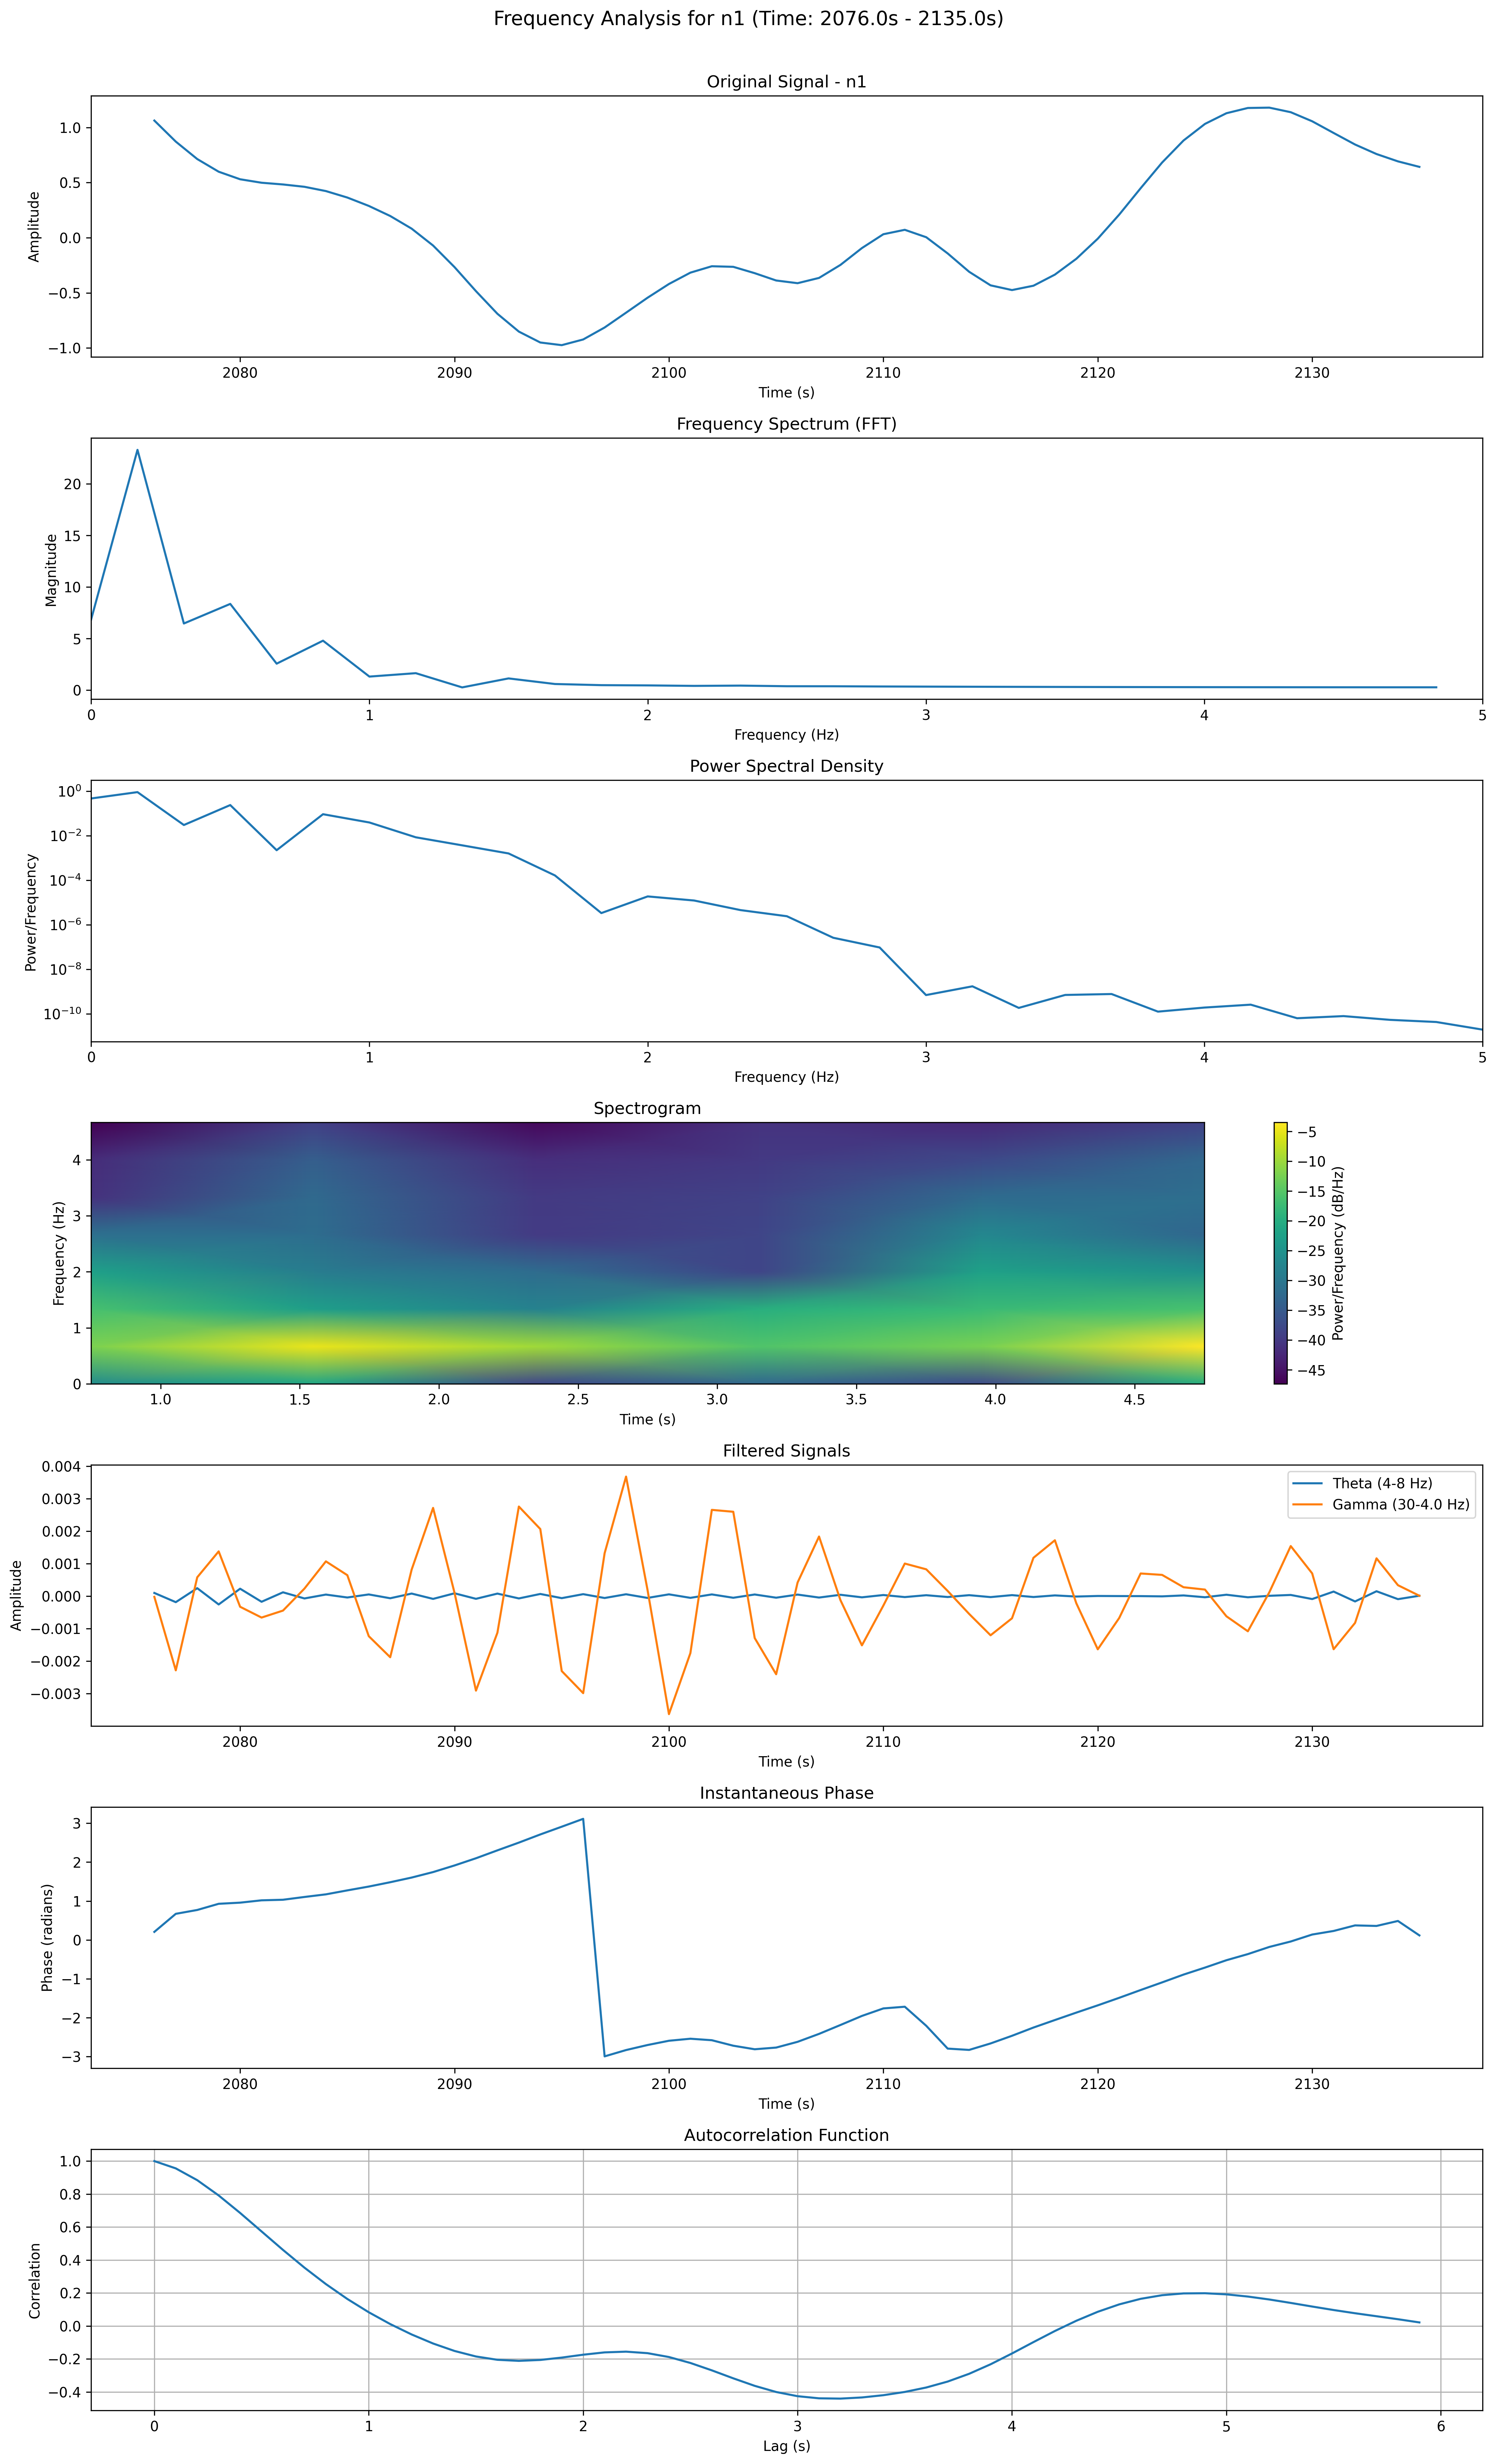 Frequency Analysis for n1 (Time: 2076.0s - 2135.0s)
Original Signal - n1
Amplitude
1.0
0.5
0.0
−0.5
−1.0
2080 2090 2100 2110 2120 2130
Time (s)
Frequency Spectrum (FFT)
Magnitude
20
15
10
5
0
0 1 2 3 4 5
Frequency (Hz)
Power Spectral Density
Power/Frequency
10⁰
10⁻²
10⁻⁴
10⁻⁶
10⁻⁸
10⁻¹⁰
0 1 2 3 4 5
Frequency (Hz)
Spectrogram
Frequency (Hz)
4
3
2
1
0
1.0 1.5 2.0 2.5 3.0 3.5 4.0 4.5
Time (s)
−5
−10
−15
−20
−25
−30
−35
−40
−45
Power/Frequency (dB/Hz)
Filtered Signals
Amplitude
0.004
0.003
0.002
0.001
0.000
−0.001
−0.002
−0.003
Theta (4-8 Hz)
Gamma (30-4.0 Hz)
2080 2090 2100 2110 2120 2130
Time (s)
Instantaneous Phase
Phase (radians)
3
2
1
0
−1
−2
−3
2080 2090 2100 2110 2120 2130
Time (s)
Autocorrelation Function
Correlation
1.0
0.8
0.6
0.4
0.2
0.0
−0.2
−0.4
0 1 2 3 4 5 6
Lag (s)